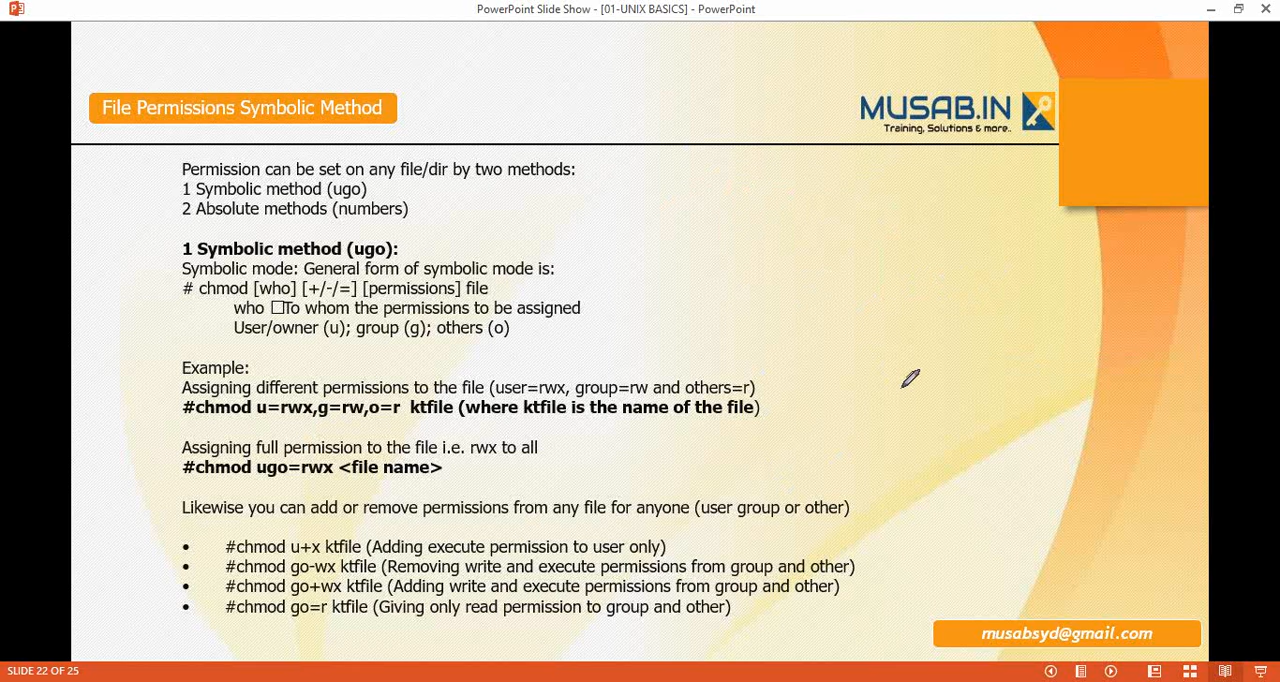 PowerPoint Slide Show - [01-UNIX BASICS] - PowerPoint
File Permissions Symbolic Method
MUSAB.IN
Training, Solutions & more..
Permission can be set on any file/dir by two methods:
1 Symbolic method (ugo)
2 Absolute methods (numbers)
1 Symbolic method (ugo):
Symbolic mode: General form of symbolic mode is:
# chmod [who] [+/-/=] [permissions] file
who □To whom the permissions to be assigned
User/owner (u); group (g); others (o)
Example:
Assigning different permissions to the file (user=rwx, group=rw and others=r)
#chmod u=rwx,g=rw,o=r ktfile (where ktfile is the name of the file)
Assigning full permission to the file i.e. rwx to all
#chmod ugo=rwx <file name>
Likewise you can add or remove permissions from any file for anyone (user group or other)
• #chmod u+x ktfile (Adding execute permission to user only)
• #chmod go-wx ktfile (Removing write and execute permissions from group and other)
• #chmod go+wx ktfile (Adding write and execute permissions from group and other)
• #chmod go=r ktfile (Giving only read permission to group and other)
musabsyd@gmail.com
SLIDE 22 OF 25